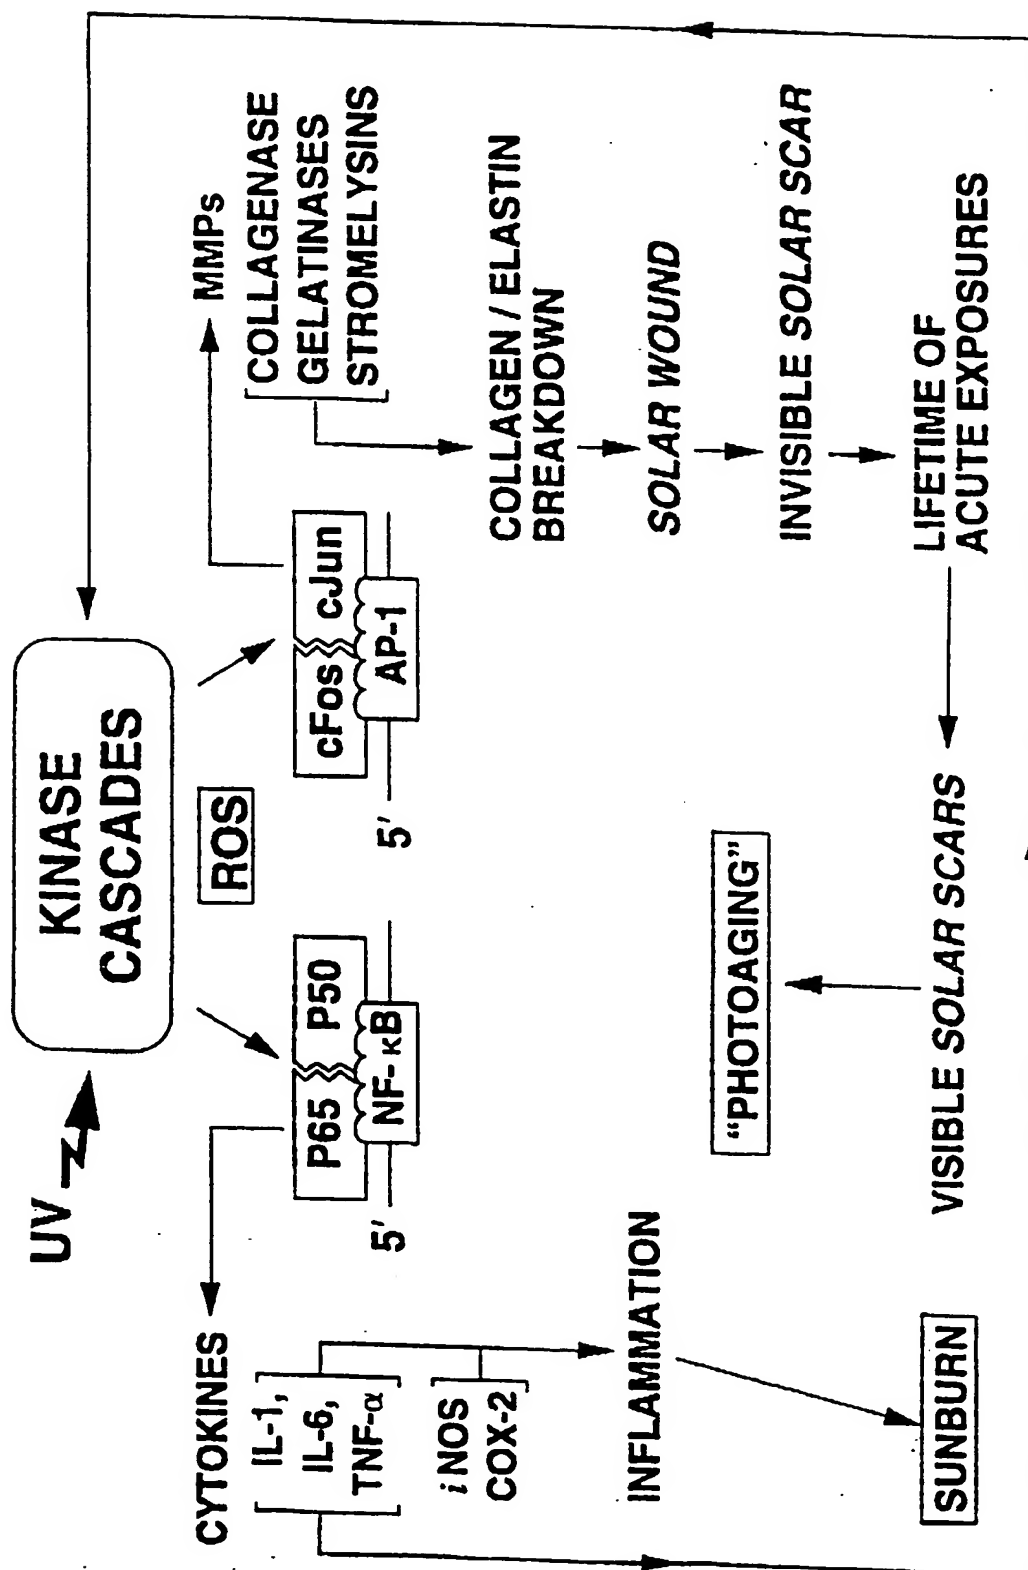 UV
KINASE
CASCADES
ROS
CYTOKINES
IL-1,
IL-6,
TNF-α
iNOS
COX-2
INFLAMMATION
SUNBURN
P65 P50
NF-κB
5'
cFos cJun
AP-1
5'
MMPs
COLLAGENASE
GELATINASES
STROMELYSINS
COLLAGEN / ELASTIN
BREAKDOWN
SOLAR WOUND
INVISIBLE SOLAR SCAR
LIFETIME OF
ACUTE EXPOSURES
VISIBLE SOLAR SCARS
"PHOTOAGING"